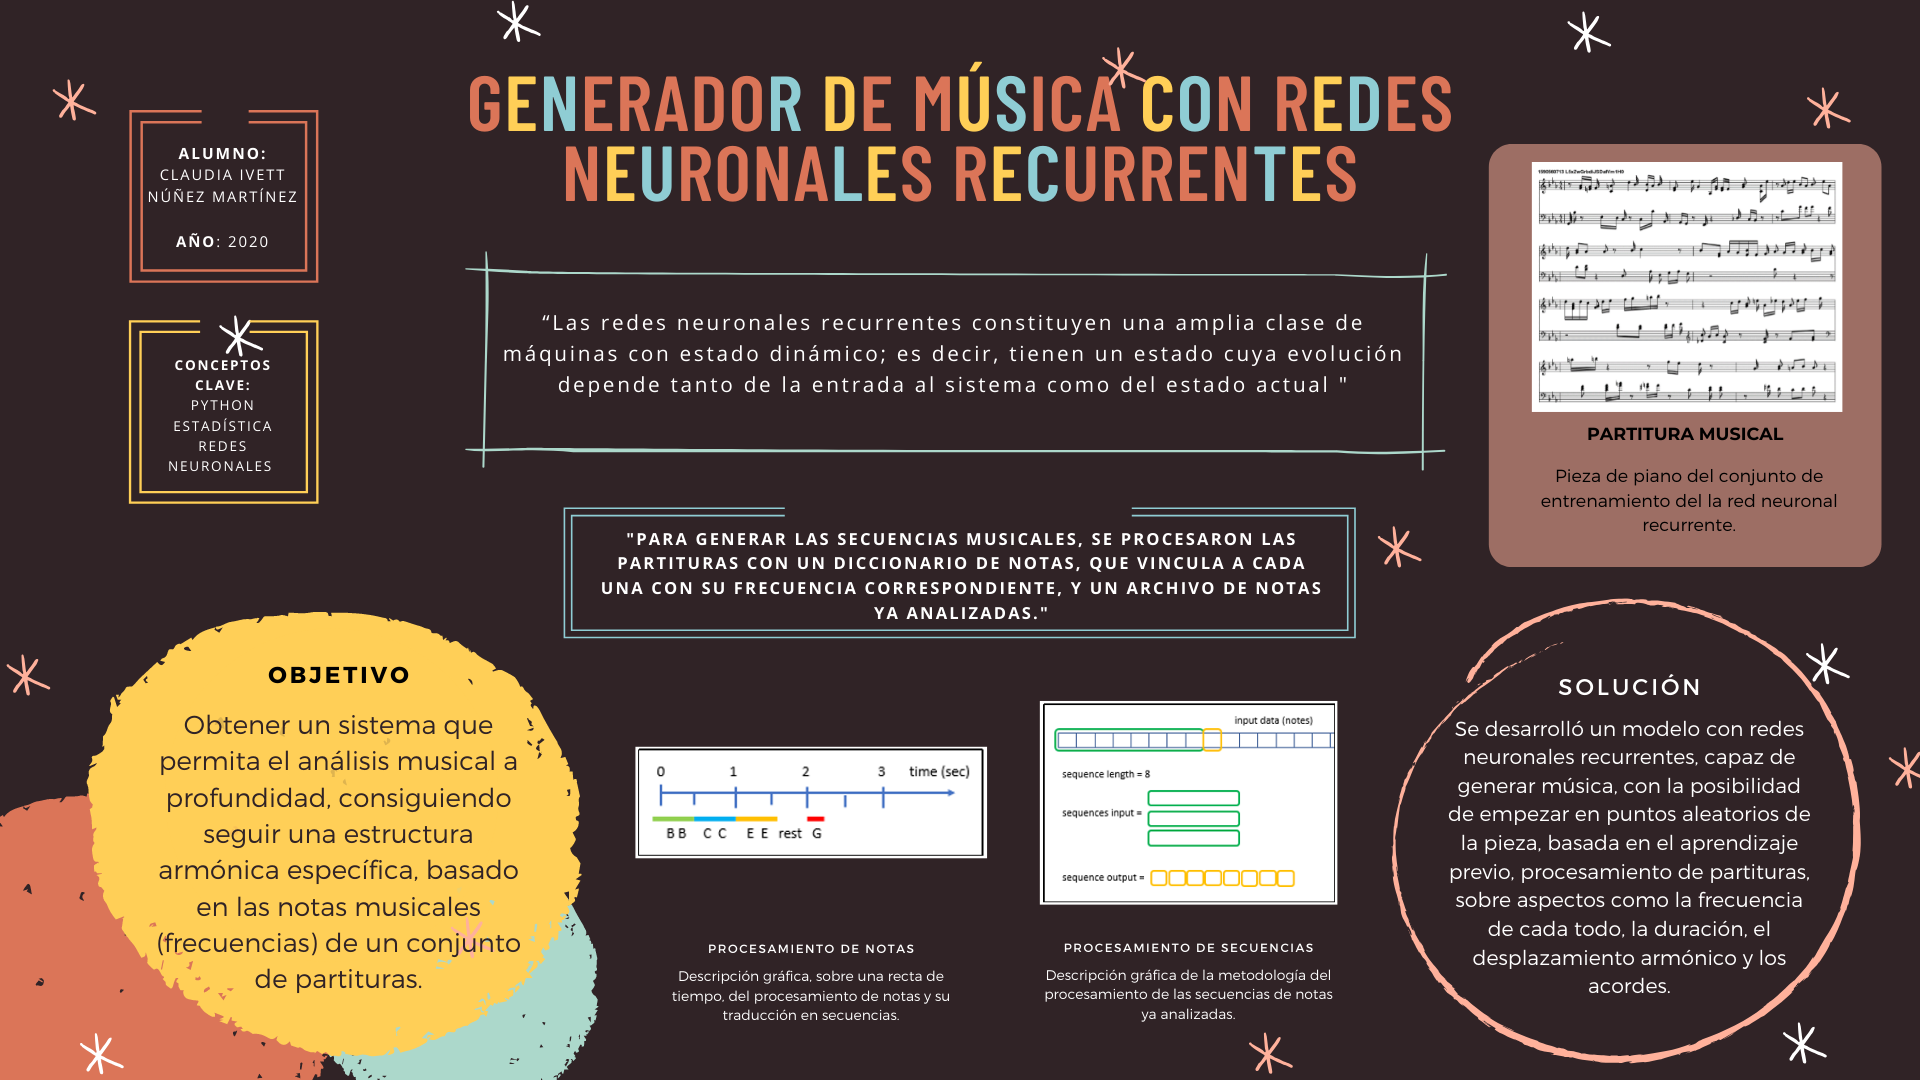 GENERADOR DE MÚSICA CON REDES
NEURONALES RECURRENTES
ALUMNO:
CLAUDIA IVETT
NÚÑEZ MARTÍNEZ
AÑO: 2020
CONCEPTOS
CLAVE:
PYTHON
ESTADÍSTICA
REDES
NEURONALES
“Las redes neuronales recurrentes constituyen una amplia clase de
máquinas con estado dinámico; es decir, tienen un estado cuya evolución
depende tanto de la entrada al sistema como del estado actual "
PARTITURA MUSICAL
Pieza de piano del conjunto de
entrenamiento del la red neuronal
recurrente.
"PARA GENERAR LAS SECUENCIAS MUSICALES, SE PROCESARON LAS
PARTITURAS CON UN DICCIONARIO DE NOTAS, QUE VINCULA A CADA
UNA CON SU FRECUENCIA CORRESPONDIENTE, Y UN ARCHIVO DE NOTAS
YA ANALIZADAS."
OBJETIVO
Obtener un sistema que
permita el análisis musical a
profundidad, consiguiendo
seguir una estructura
armónica específica, basado
en las notas musicales
(frecuencias) de un conjunto
de partituras.
0 1 2 3 time (sec)
B B C C E E rest G
PROCESAMIENTO DE NOTAS
Descripción gráfica, sobre una recta de
tiempo, del procesamiento de notas y su
traducción en secuencias.
input data (notes)
sequence length = 8
sequences input =
sequence output =
PROCESAMIENTO DE SECUENCIAS
Descripción gráfica de la metodología del
procesamiento de las secuencias de notas
ya analizadas.
SOLUCIÓN
Se desarrolló un modelo con redes
neuronales recurrentes, capaz de
generar música, con la posibilidad
de empezar en puntos aleatorios de
la pieza, basada en el aprendizaje
previo, procesamiento de partituras,
sobre aspectos como la frecuencia
de cada todo, la duración, el
desplazamiento armónico y los
acordes.